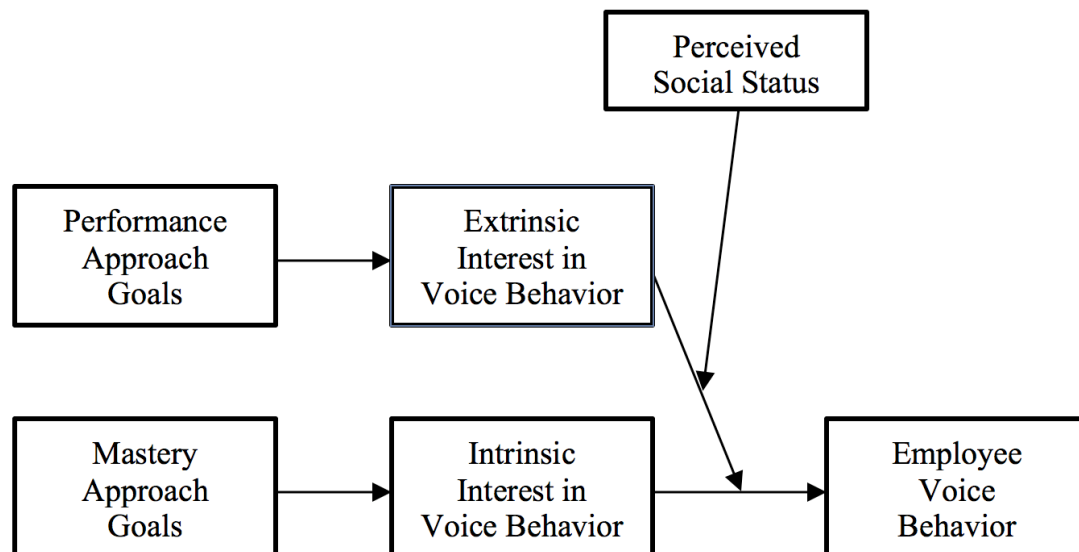 Perceived
Social Status
Performance
Approach
Goals
Extrinsic
Interest in
Voice Behavior
Mastery
Approach
Goals
Intrinsic
Interest in
Voice Behavior
Employee
Voice
Behavior